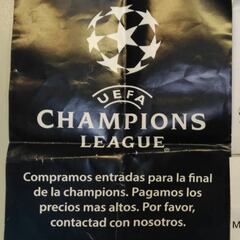 UEFA
CHAMPIONS
LEAGUE
Compramos entradas para la final
de la champions. Pagamos los
precios mas altos. Por favor,
contactad con nosotros.
M